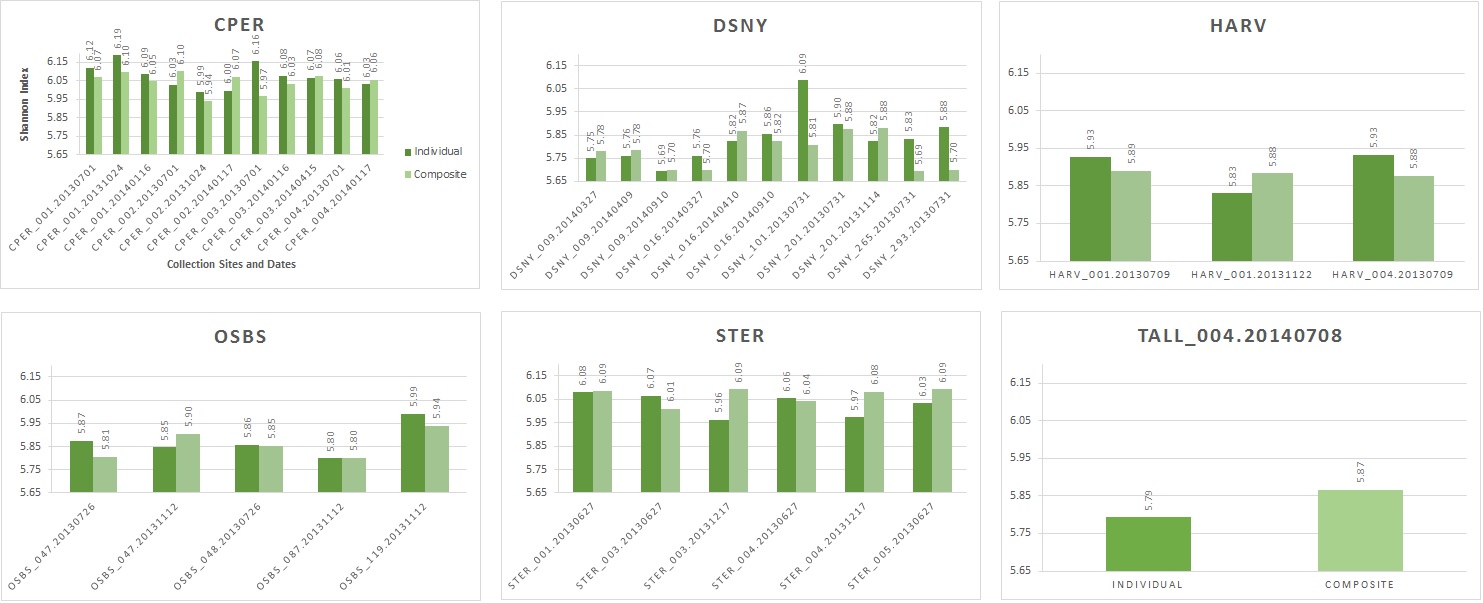 CPER
Shannon Index
6.15
6.05
5.95
5.85
5.75
5.65
6.12
6.07
6.19
6.10
6.09
6.05
6.03
6.10
5.99
5.94
6.00
6.07
6.16
5.97
6.08
6.03
6.07
6.08
6.06
6.01
6.03
6.06
CPER_001.20130701
CPER_001.20131024
CPER_001.20140116
CPER_002.20130701
CPER_002.20131024
CPER_002.20140117
CPER_003.20130701
CPER_003.20140116
CPER_003.20140415
CPER_004.20130701
CPER_004.20140117
Collection Sites and Dates
Individual
Composite
DSNY
6.15
6.05
5.95
5.85
5.75
5.65
5.75
5.78
5.76
5.78
5.69
5.70
5.76
5.70
5.82
5.87
5.86
5.82
6.09
5.81
5.90
5.88
5.82
5.88
5.83
5.69
5.88
5.70
DSNY_009.20140327
DSNY_009.20140409
DSNY_009.20140910
DSNY_016.20140327
DSNY_016.20140410
DSNY_016.20140910
DSNY_101.20130731
DSNY_201.20130731
DSNY_201.20131114
DSNY_265.20130731
DSNY_293.20130731
HARV
6.15
6.05
5.95
5.85
5.75
5.65
5.93
5.89
5.83
5.88
5.93
5.88
HARV_001.20130709
HARV_001.20131122
HARV_004.20130709
OSBS
6.15
6.05
5.95
5.85
5.75
5.65
5.87
5.81
5.85
5.90
5.86
5.85
5.80
5.80
5.99
5.94
OSBS_047.20130726
OSBS_047.20131112
OSBS_048.20130726
OSBS_087.20131112
OSBS_119.20131112
STER
6.15
6.05
5.95
5.85
5.75
5.65
6.08
6.09
6.07
6.01
5.96
6.09
6.06
6.04
5.97
6.08
6.03
6.09
STER_001.20130627
STER_003.20130627
STER_003.20131217
STER_004.20130627
STER_004.20131217
STER_005.20130627
TALL_004.20140708
6.15
6.05
5.95
5.85
5.75
5.65
5.79
5.87
INDIVIDUAL
COMPOSITE